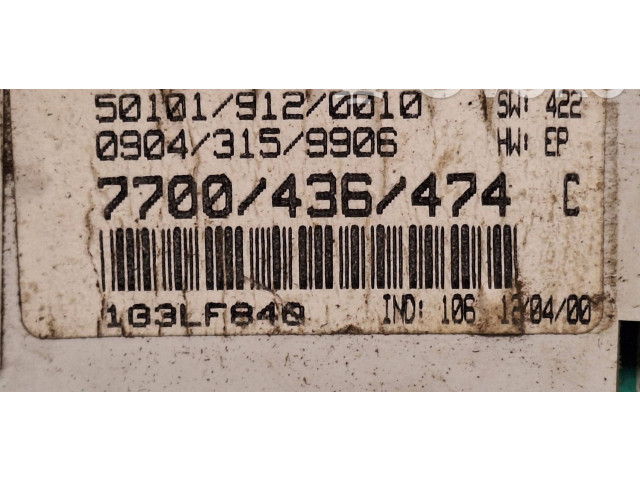 50101/912/0010 SW: 422
0904/315/9906 HW: EP
7700/436/474 C
1G3LF840 IND: 106 12/04/00